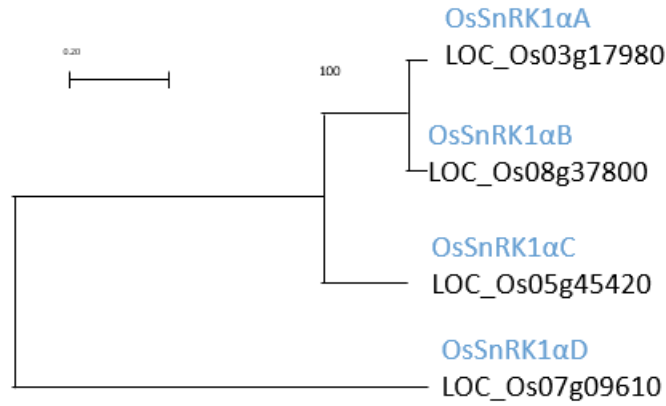 OsSnRK1αA
0.20
LOC_Os03g17980
100
OsSnRK1αB
LOC_Os08g37800
OsSnRK1αC
LOC_Os05g45420
OsSnRK1αD
LOC_Os07g09610